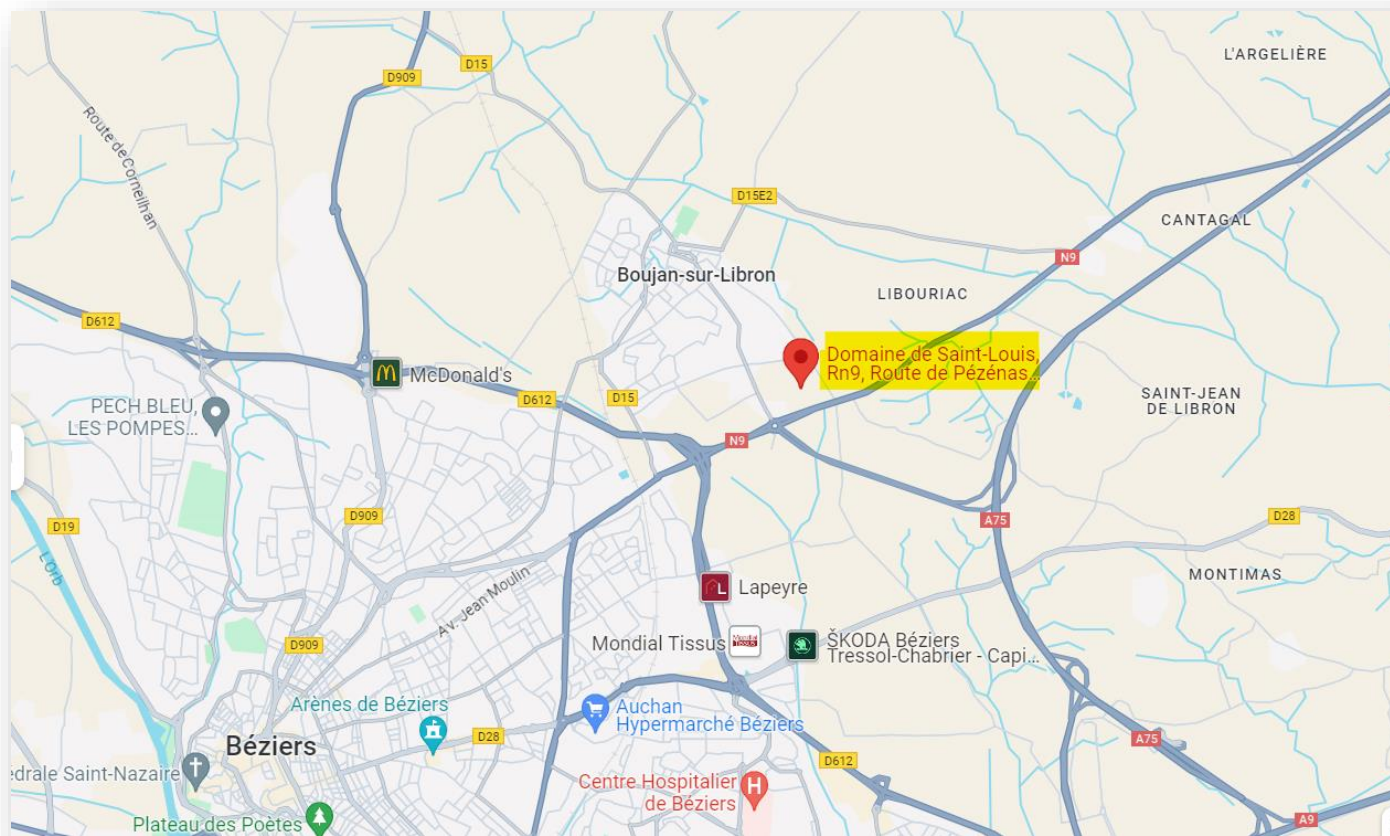 L'ARGELIÈRE
D15
D909
Route de Corneilhan
D15E2
CANTAGAL
N9
Boujan-sur-Libron
LIBOURIAC
D612
Domaine de Saint-Louis,
Rn9, Route de Pézénas...
McDonald's
SAINT-JEAN
DE LIBRON
D612
D15
PECH BLEU,
LES POMPES...
N9
D909
A75
D28
D19
L'Orb
MONTIMAS
Av. Jean Moulin
Lapeyre
L
D909
Mondial Tissus
MONDIAL
TISSUS
ŠKODA Béziers
Tressol-Chabrier - Capi...
Arènes de Béziers
Auchan
Hypermarché Béziers
D28
A75
Béziers
D612
edrale Saint-Nazaire
Centre Hospitalier
de Béziers
H
Plateau des Poètes
A9